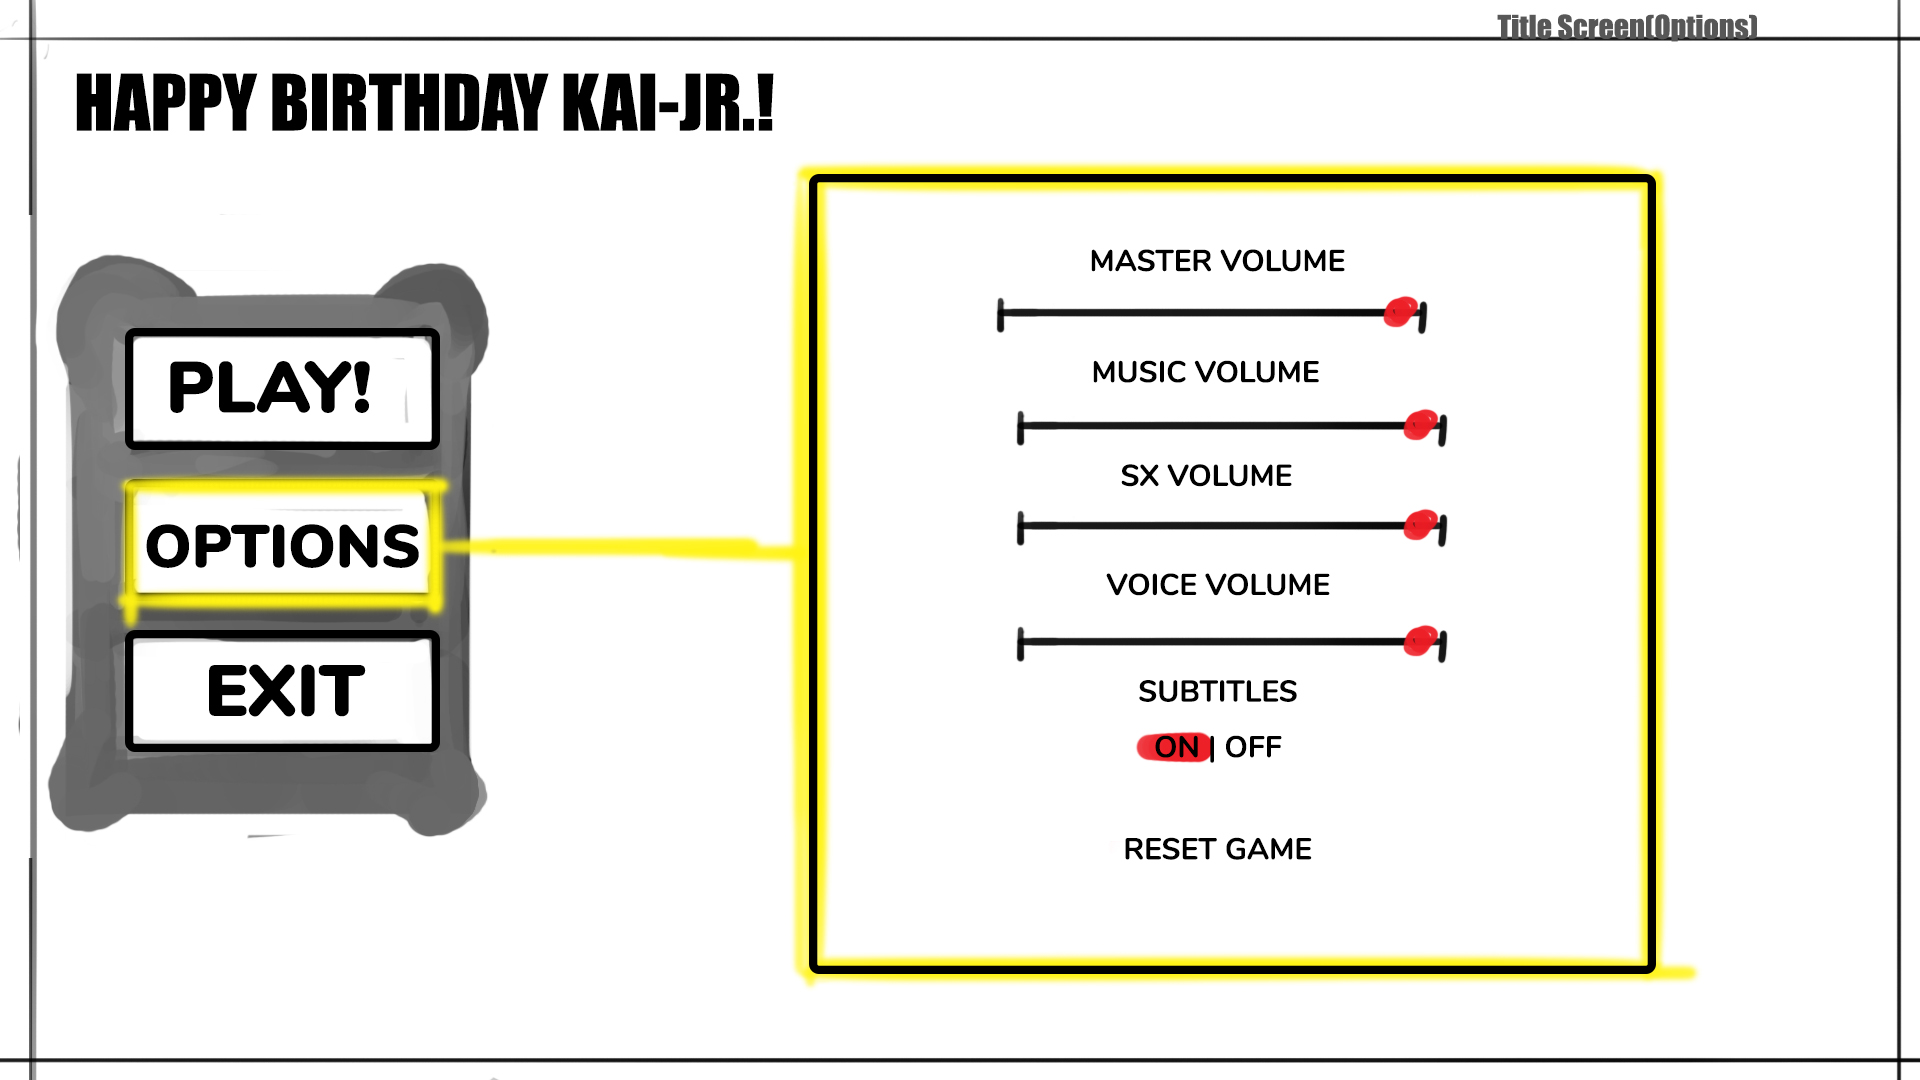 Title Screen(Options)
HAPPY BIRTHDAY KAI-JR.!
PLAY!
OPTIONS
EXIT
MASTER VOLUME
MUSIC VOLUME
SX VOLUME
VOICE VOLUME
SUBTITLES
ON | OFF
RESET GAME